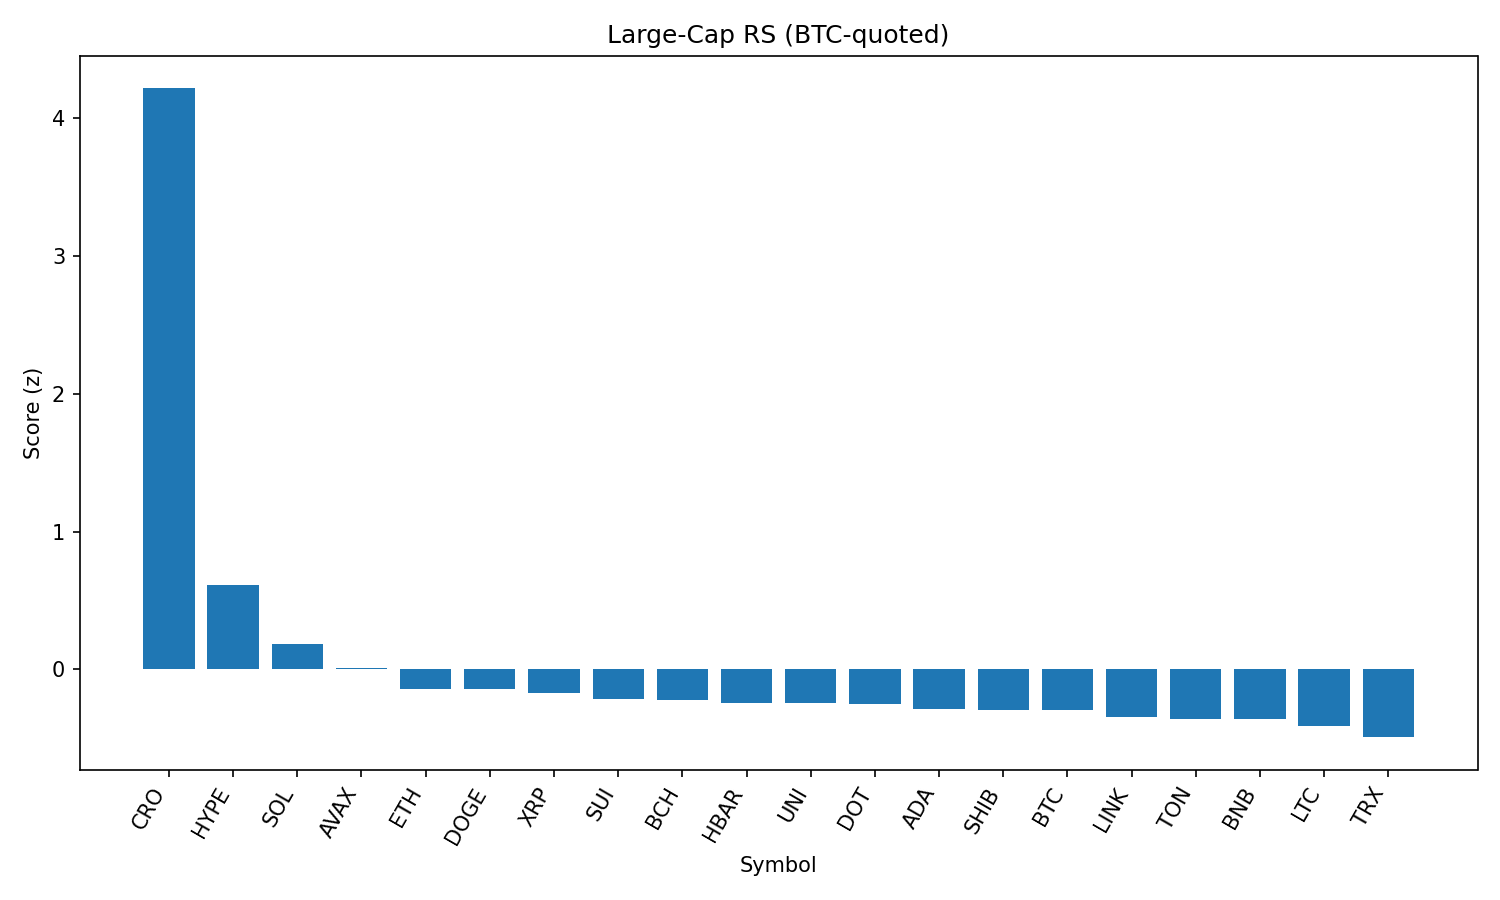 Large-Cap RS (BTC-quoted)
Score (z)
4
3
2
1
0
CRO
HYPE
SOL
AVAX
ETH
DOGE
XRP
SUI
BCH
HBAR
UNI
DOT
ADA
SHIB
BTC
LINK
TON
BNB
LTC
TRX
Symbol